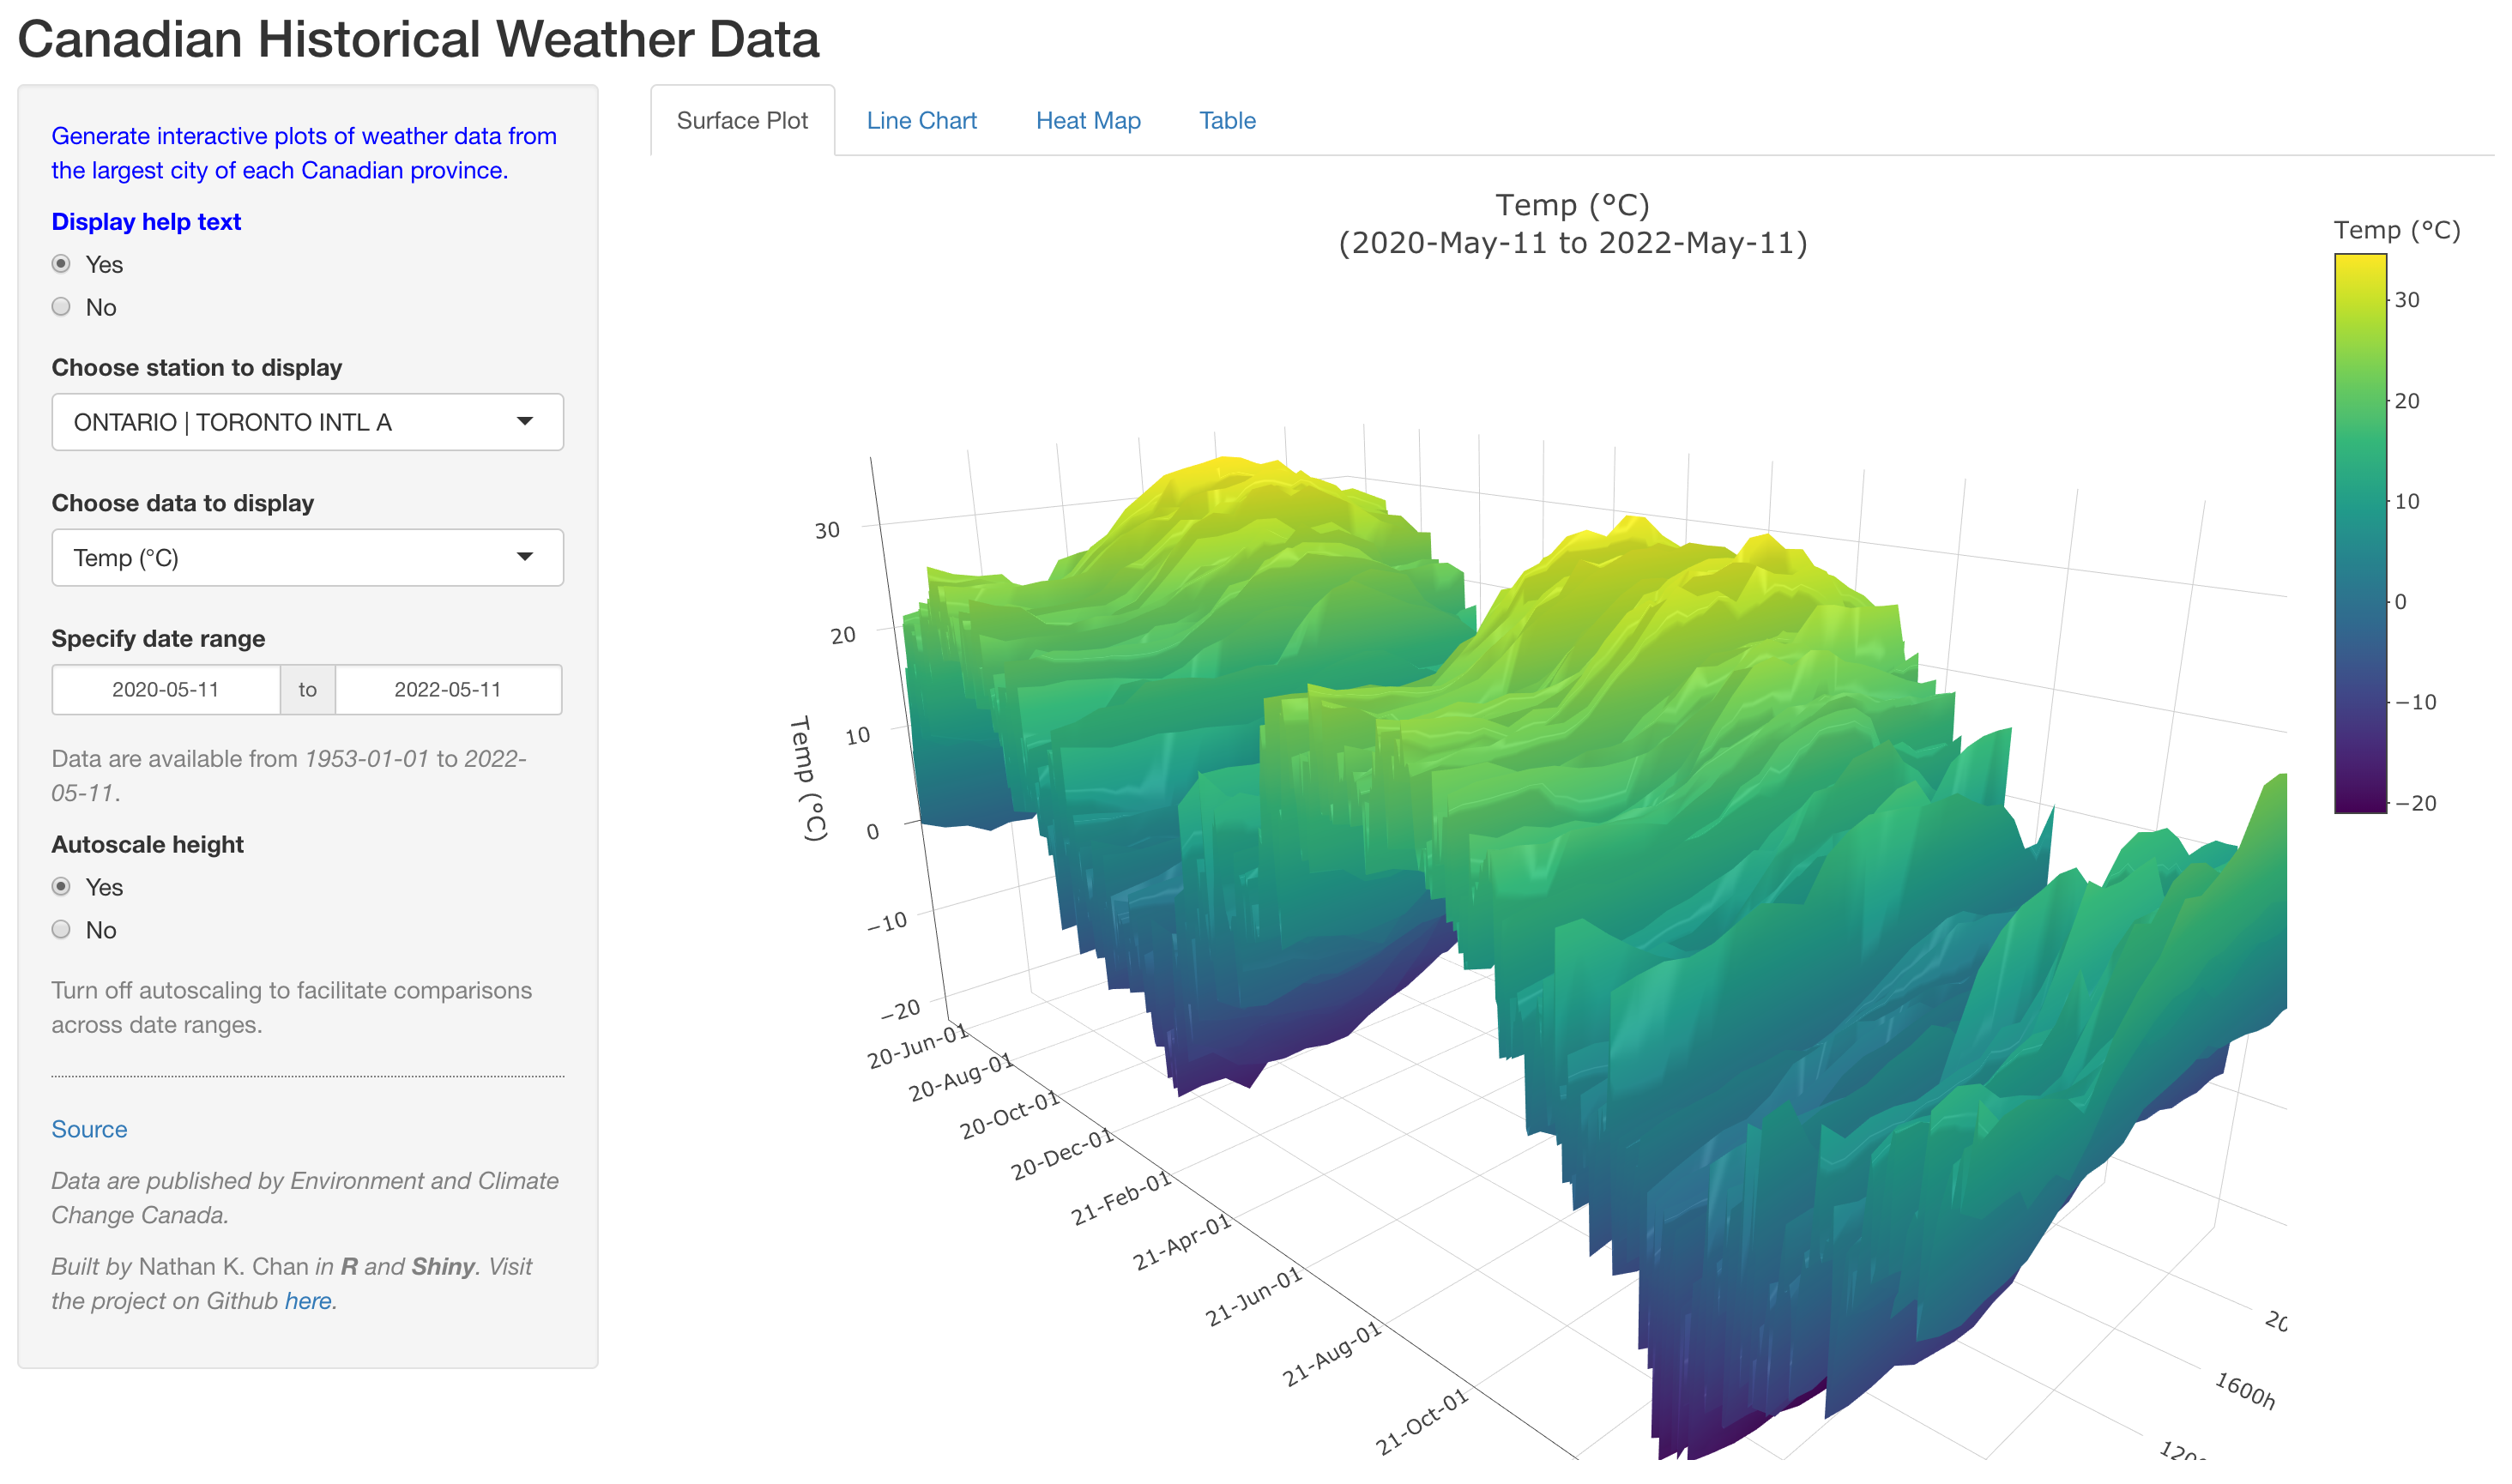 Canadian Historical Weather Data
Generate interactive plots of weather data from
the largest city of each Canadian province.
Display help text
Yes
No
Choose station to display
ONTARIO | TORONTO INTL A
Choose data to display
Temp (°C)
Specify date range
2020-05-11 to 2022-05-11
Data are available from 1953-01-01 to 2022-
05-11.
Autoscale height
Yes
No
Turn off autoscaling to facilitate comparisons
across date ranges.
Source
Data are published by Environment and Climate
Change Canada.
Built by Nathan K. Chan in R and Shiny. Visit
the project on Github here.
Surface Plot Line Chart Heat Map Table
Temp (°C)
(2020-May-11 to 2022-May-11)
Temp (°C)
30
20
10
0
−10
−20
Temp (°C)
30
20
10
0
−10
−20
20-Jun-01
20-Aug-01
20-Oct-01
20-Dec-01
21-Feb-01
21-Apr-01
21-Jun-01
21-Aug-01
21-Oct-01
1600h